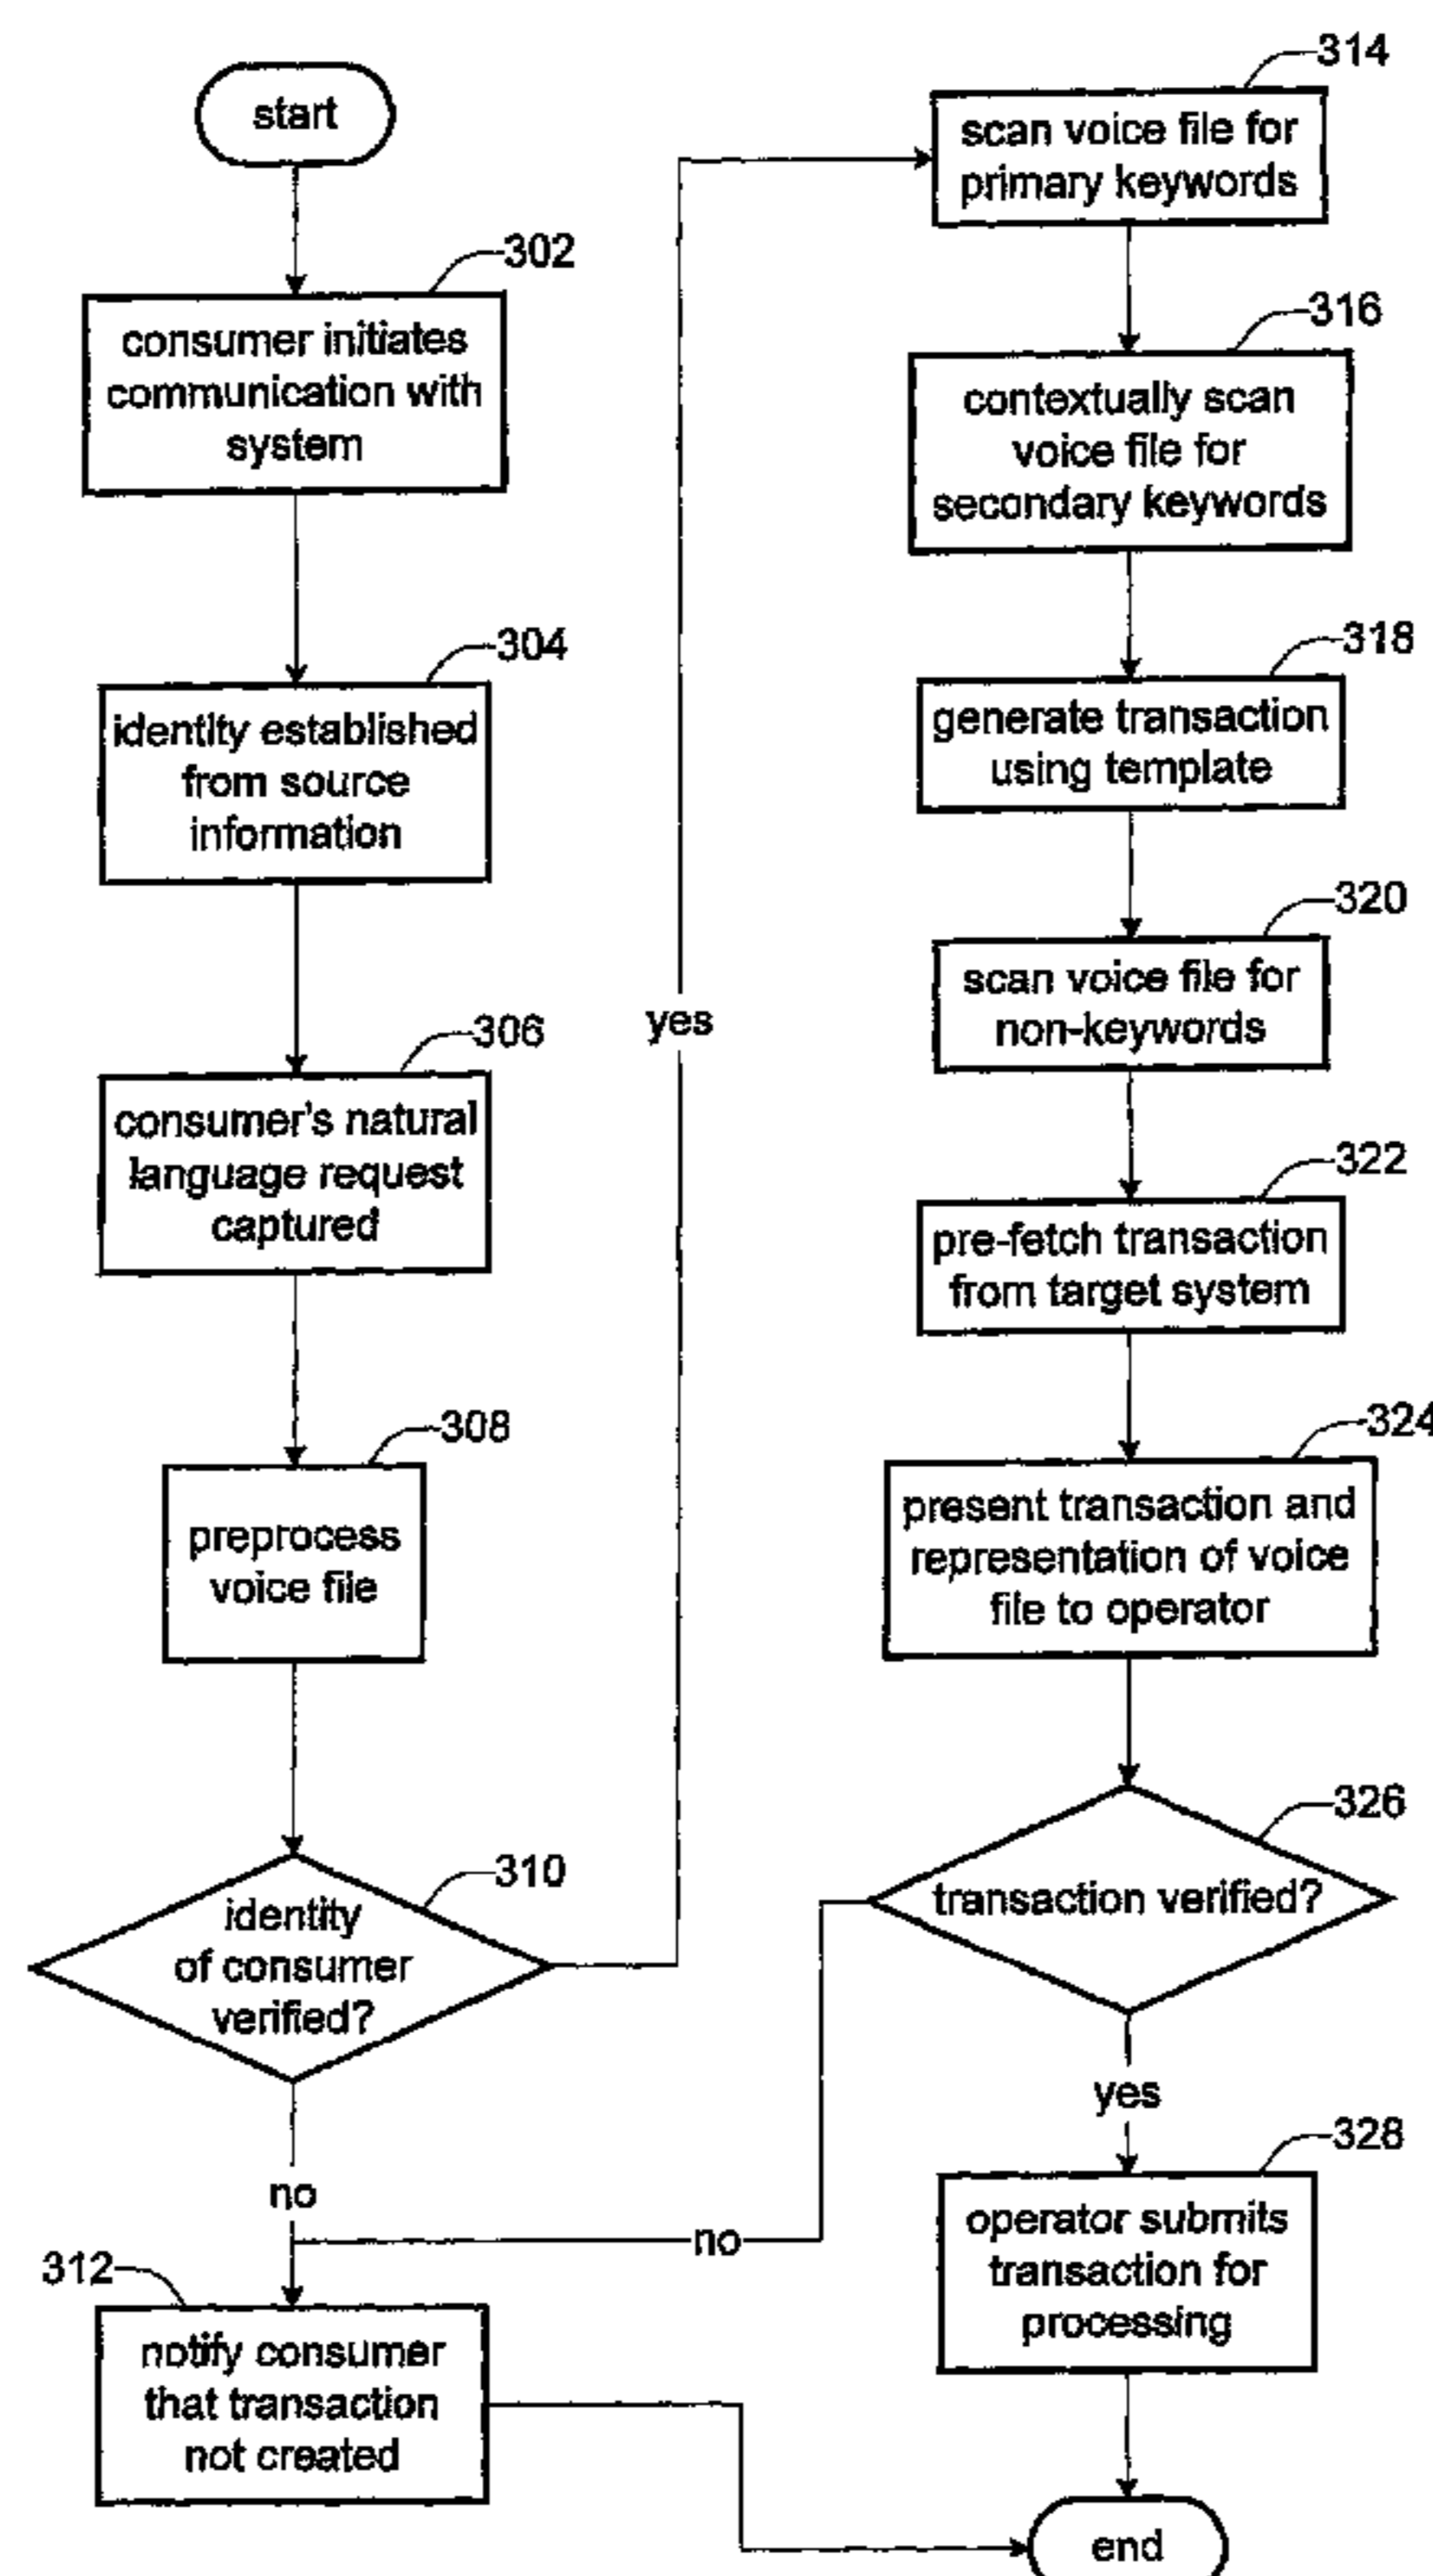 start
302
consumer initiates
communication with
system
304
identity established
from source
information
306
consumer's natural
language request
captured
308
preprocess
voice file
310
identity
of consumer
verified?
no
312
notify consumer
that transaction
not created
yes
314
scan voice file for
primary keywords
316
contextually scan
voice file for
secondary keywords
318
generate transaction
using template
320
scan voice file for
non-keywords
322
pre-fetch transaction
from target system
324
present transaction and
representation of voice
file to operator
326
transaction verified?
no
yes
328
operator submits
transaction for
processing
end